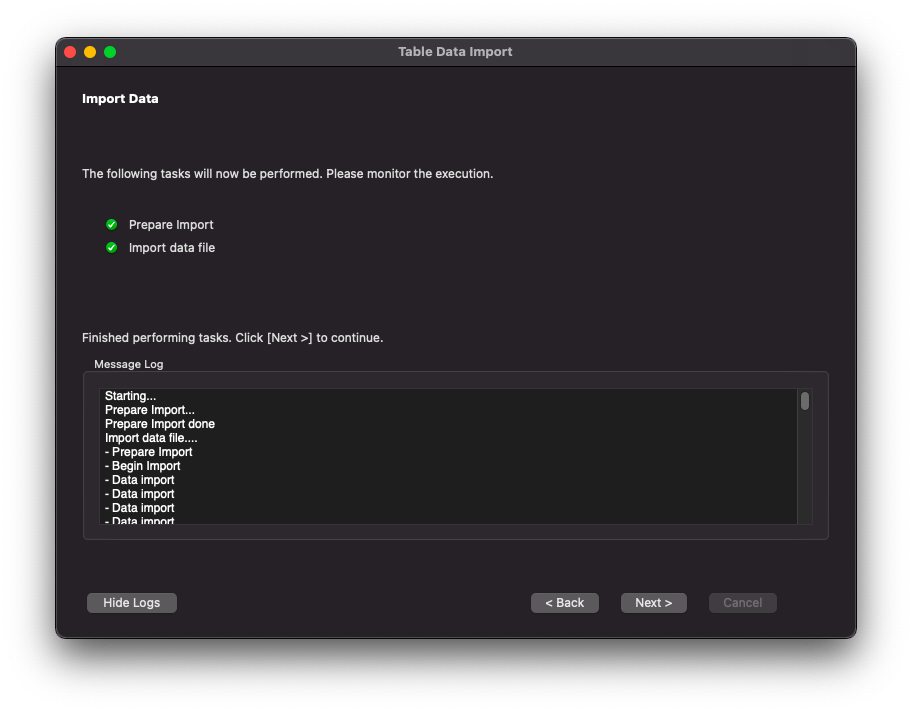 Table Data Import
Import Data
The following tasks will now be performed. Please monitor the execution.
Prepare Import
Import data file
Finished performing tasks. Click [Next >] to continue.
Message Log
Starting...
Prepare Import...
Prepare Import done
Import data file....
- Prepare Import
- Begin Import
- Data import
- Data import
- Data import
- Data import
Hide Logs
< Back
Next >
Cancel